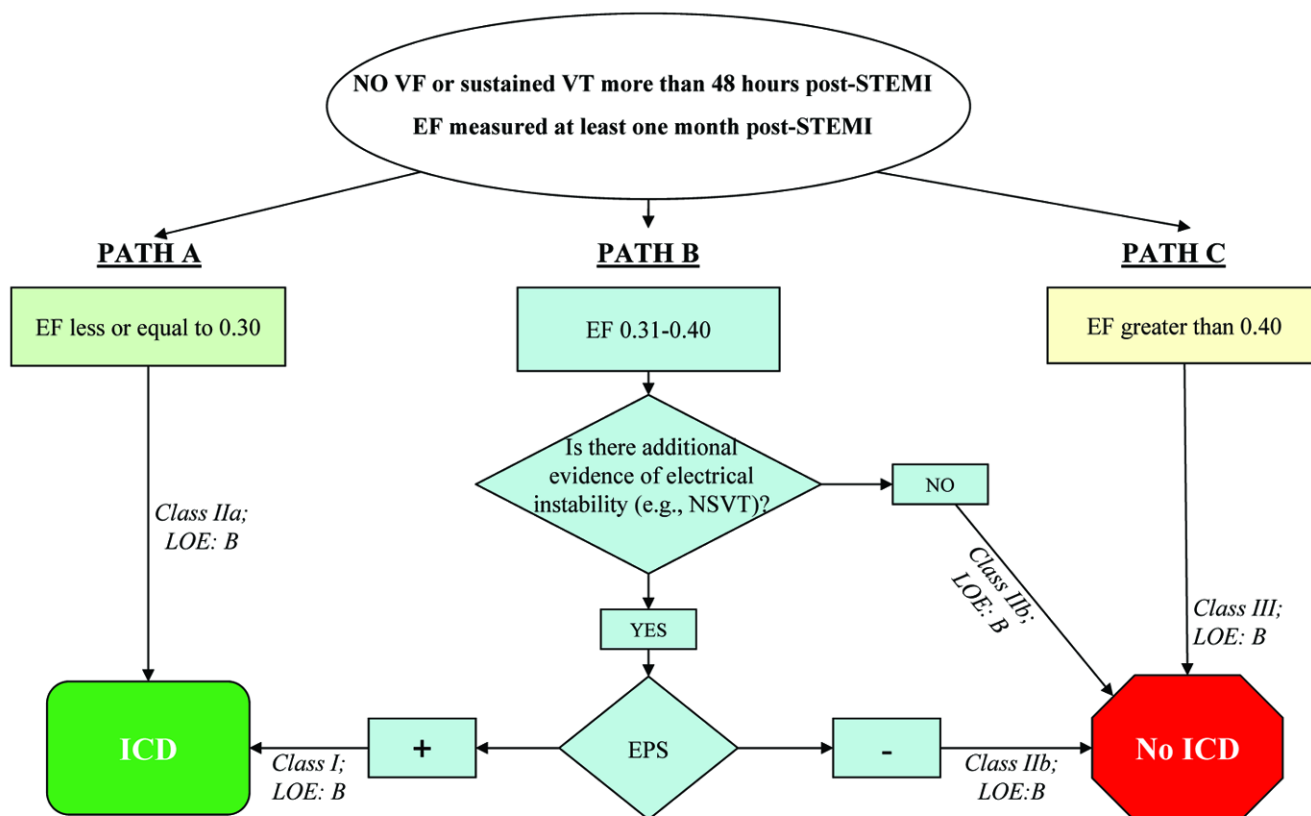 NO VF or sustained VT more than 48 hours post-STEMI
EF measured at least one month post-STEMI
PATH A
PATH B
PATH C
EF less or equal to 0.30
EF 0.31-0.40
EF greater than 0.40
Is there additional
evidence of electrical
instability (e.g., NSVT)?
NO
Class IIa;
LOE: B
Class IIb;
LOE: B
Class III;
LOE: B
YES
ICD
+
EPS
-
No ICD
Class I;
LOE: B
Class IIb;
LOE:B